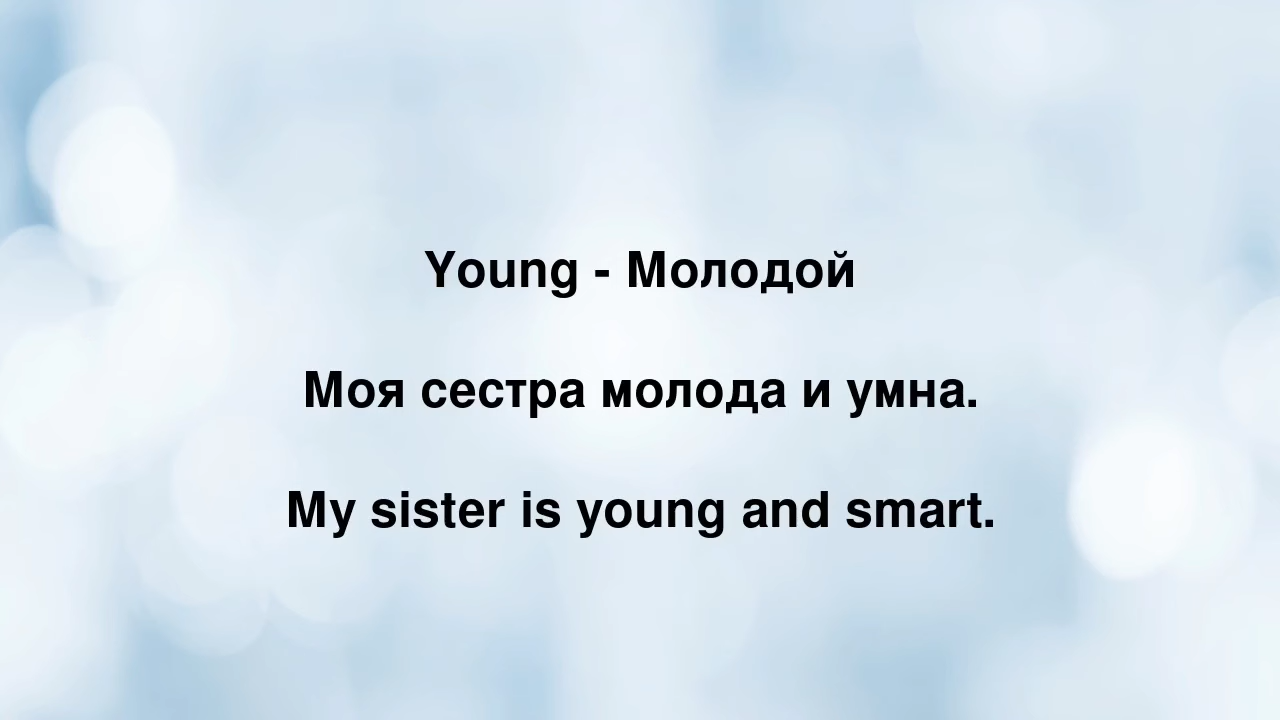 Young - Молодой
Моя сестра молода и умна.
My sister is young and smart.